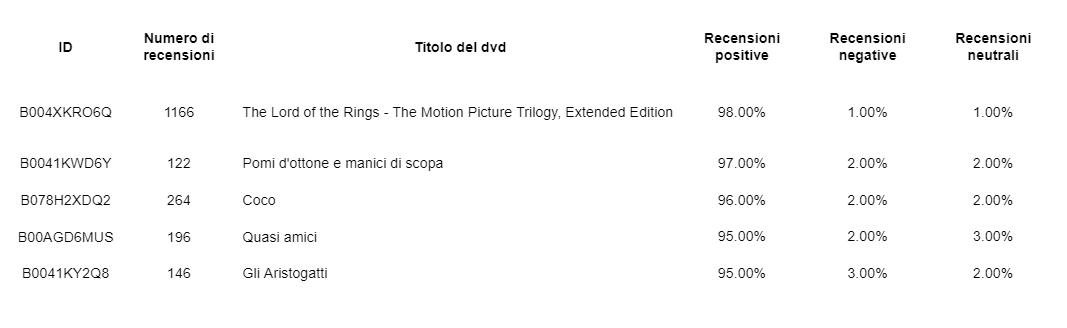 ID Numero di recensioni Titolo del dvd Recensioni positive Recensioni negative Recensioni neutrali
B004XKRO6Q 1166 The Lord of the Rings - The Motion Picture Trilogy, Extended Edition 98.00% 1.00% 1.00%
B0041KWD6Y 122 Pomi d'ottone e manici di scopa 97.00% 2.00% 2.00%
B078H2XDQ2 264 Coco 96.00% 2.00% 2.00%
B00AGD6MUS 196 Quasi amici 95.00% 2.00% 3.00%
B0041KY2Q8 146 Gli Aristogatti 95.00% 3.00% 2.00%